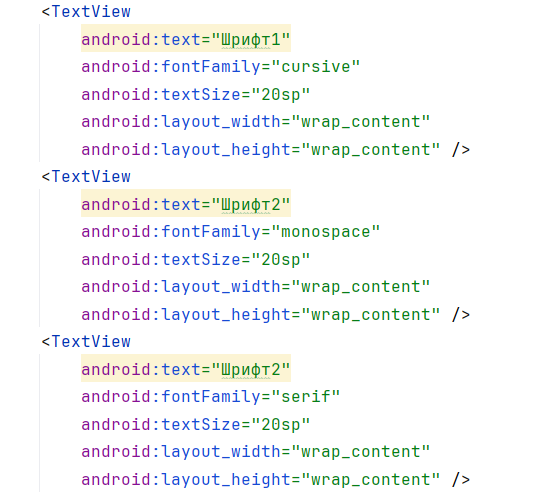 <TextView
android:text="Шрифт1"
android:fontFamily="cursive"
android:textSize="20sp"
android:layout_width="wrap_content"
android:layout_height="wrap_content" />
<TextView
android:text="Шрифт2"
android:fontFamily="monospace"
android:textSize="20sp"
android:layout_width="wrap_content"
android:layout_height="wrap_content" />
<TextView
android:text="Шрифт2"
android:fontFamily="serif"
android:textSize="20sp"
android:layout_width="wrap_content"
android:layout_height="wrap_content" />